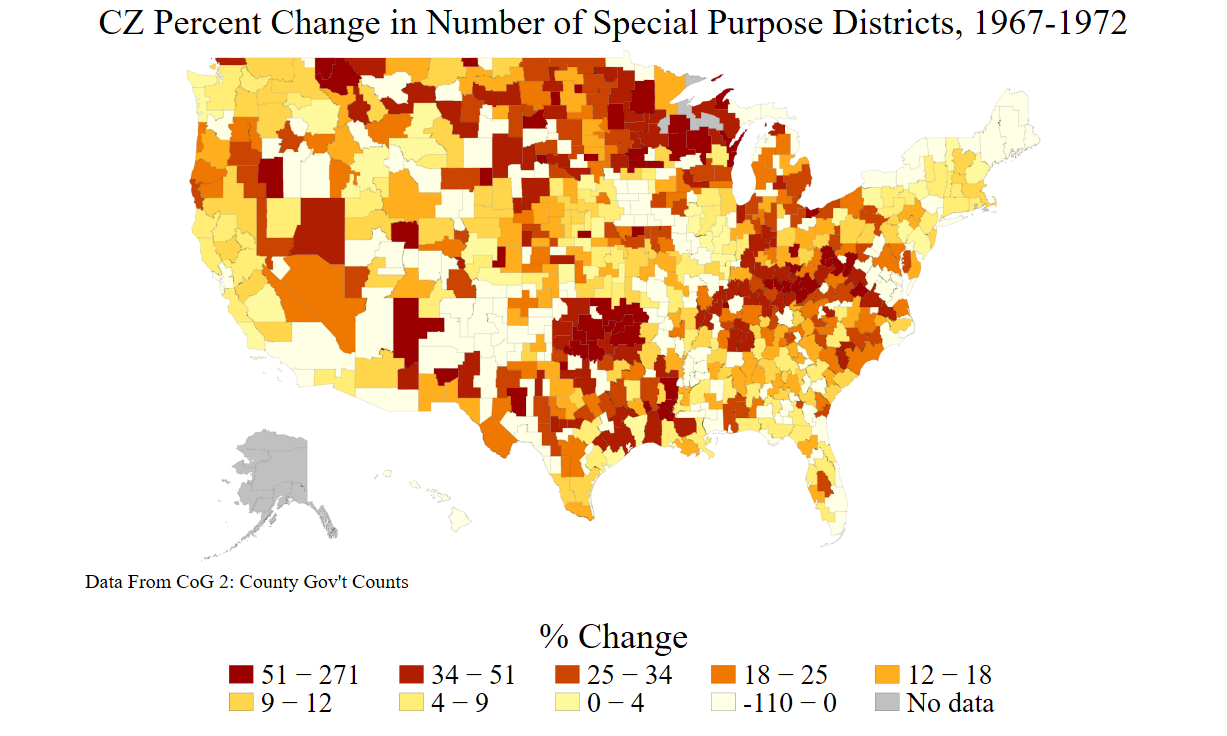 CZ Percent Change in Number of Special Purpose Districts, 1967-1972
Data From CoG 2: County Gov't Counts
% Change
51 − 271 34 − 51 25 − 34 18 − 25 12 − 18
9 − 12 4 − 9 0 − 4 -110 − 0 No data